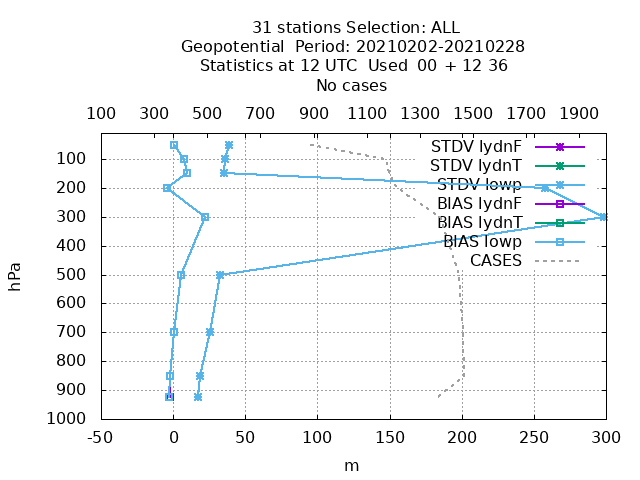 31 stations Selection: ALL
Geopotential  Period: 20210202-20210228
Statistics at 12 UTC  Used  00 + 12 36
No cases
100 300 500 700 900 1100 1300 1500 1700 1900
STDV lydnF
STDV lydnT
STDV lowp
BIAS lydnF
BIAS lydnT
BIAS lowp
CASES
hPa
100
200
300
400
500
600
700
800
900
1000
-50 0 50 100 150 200 250 300
m